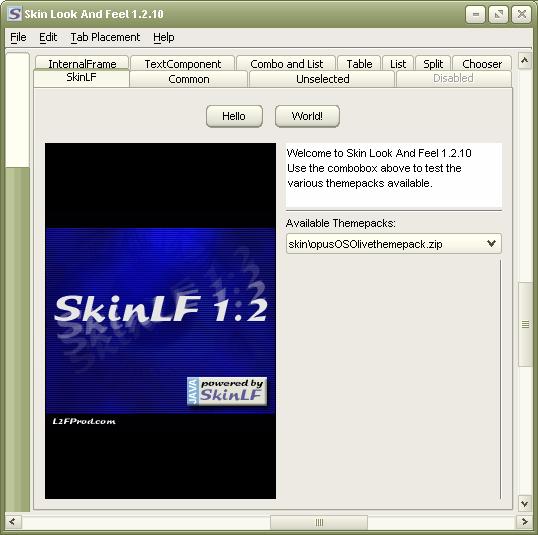 Skin Look And Feel 1.2.10
File Edit Tab Placement Help
InternalFrame TextComponent Combo and List Table List Split Chooser
SkinLF Common Unselected Disabled
Hello World!
Welcome to Skin Look And Feel 1.2.10
Use the combobox above to test the
various themepacks available.
Available Themepacks:
skin\opusOSOlivethemepack.zip
SkinLF 1.2
JAVA powered by
SkinLF
L2FProd.com